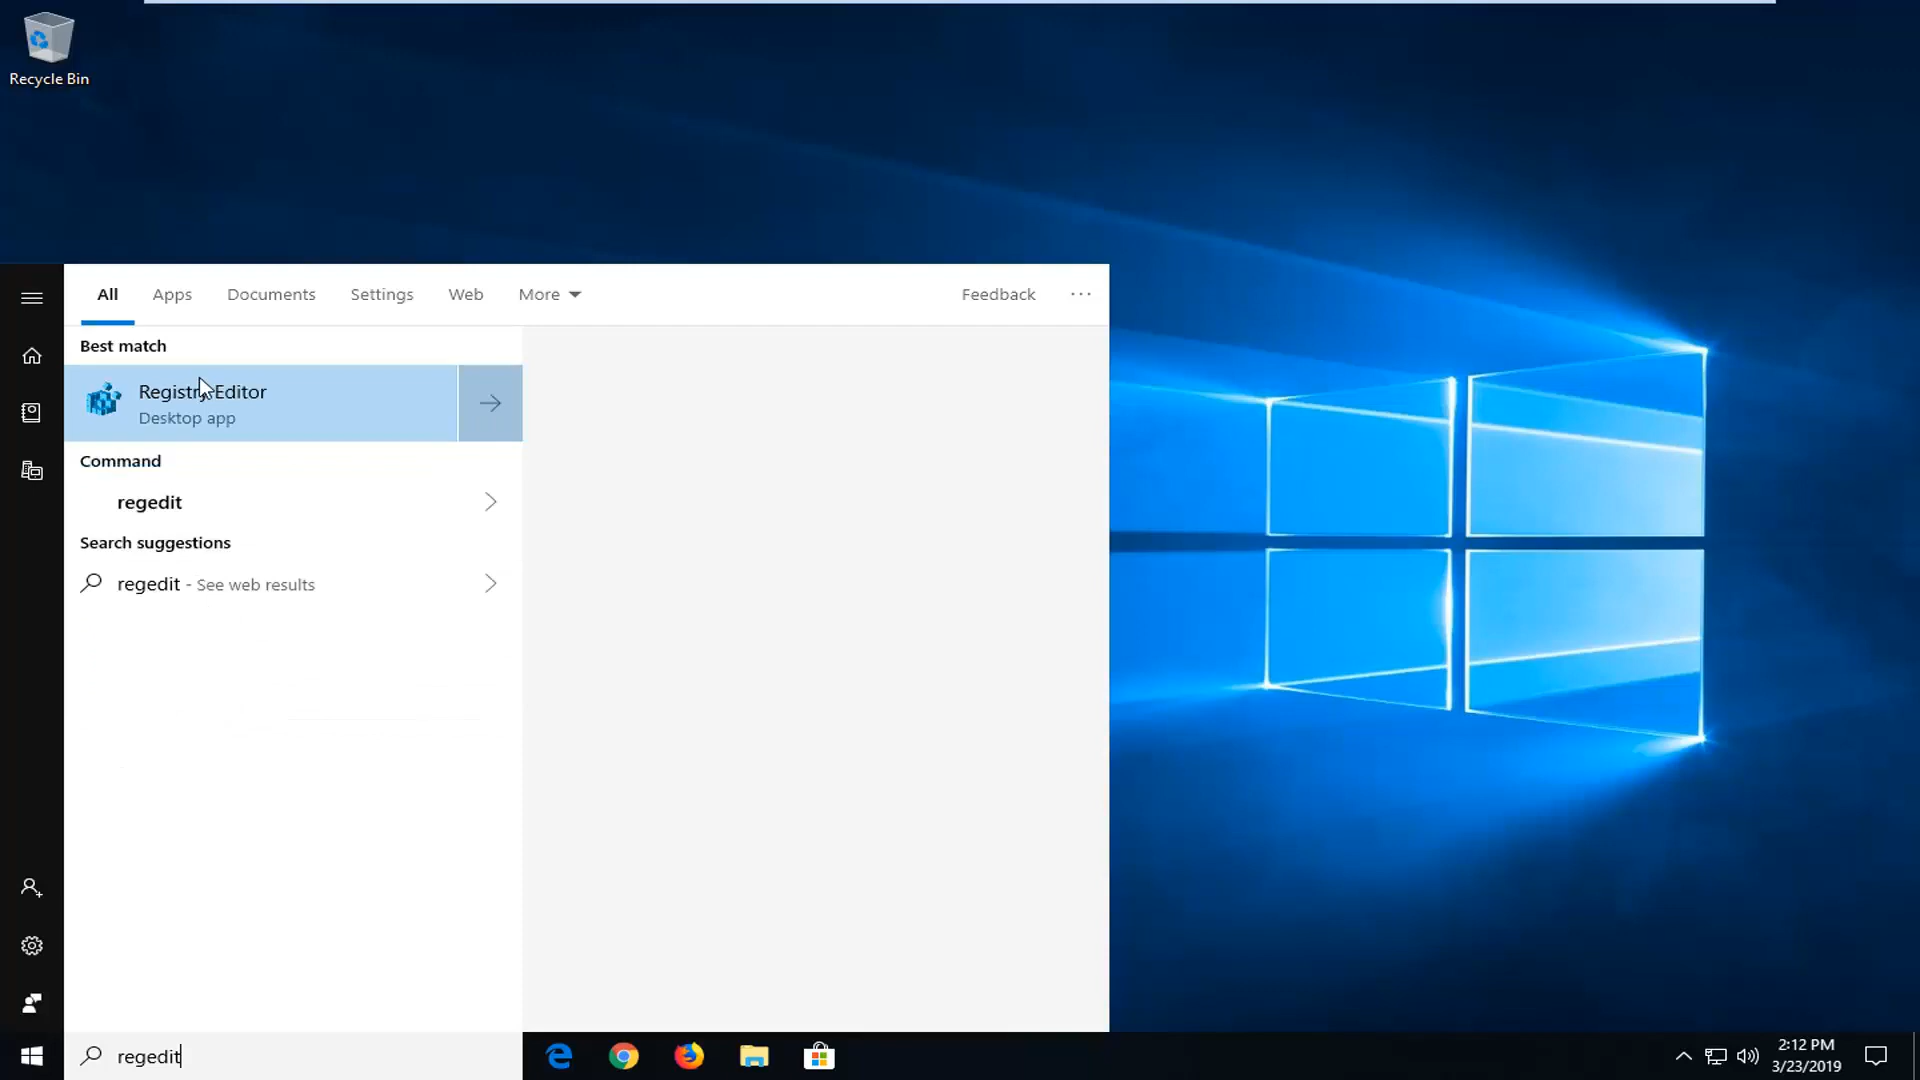 Recycle Bin
All Apps Documents Settings Web More Feedback
Best match
Registry Editor
Desktop app
Command
regedit
Search suggestions
regedit - See web results
regedit
2:12 PM
3/23/2019